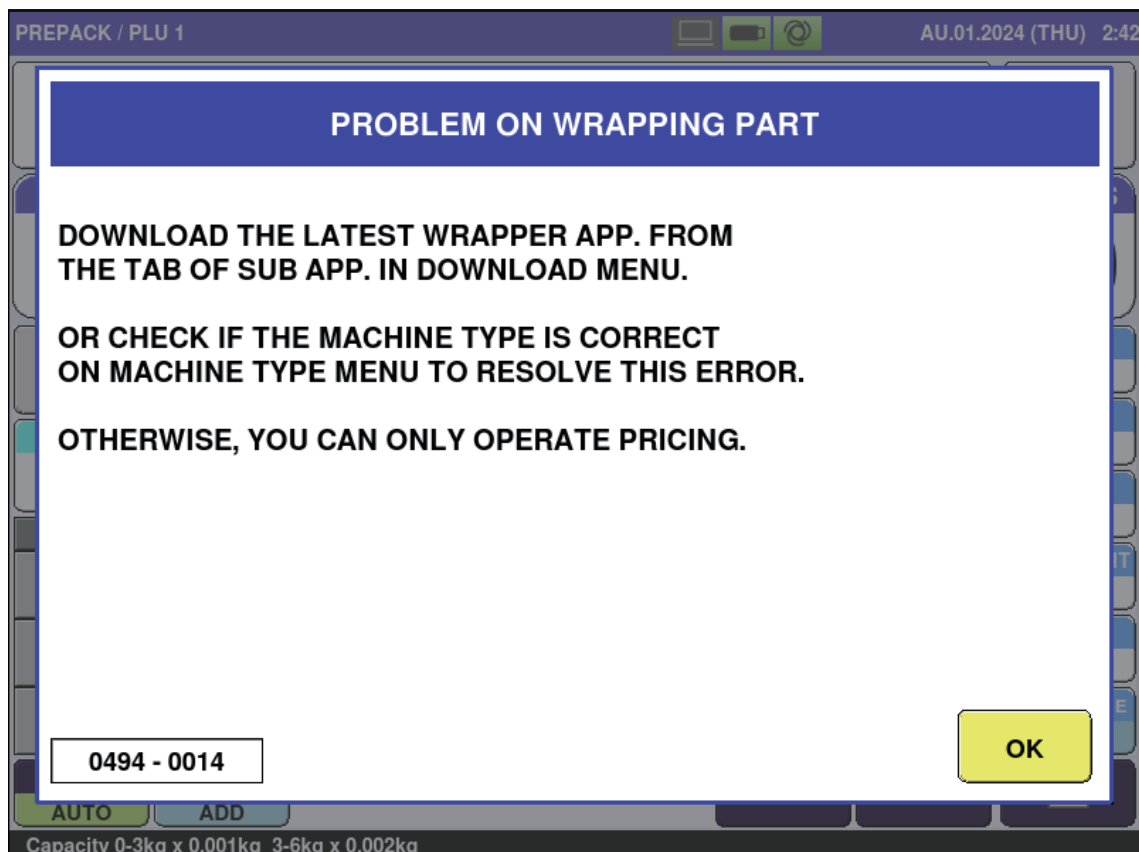 PREPACK / PLU 1
AU.01.2024 (THU) 2:42
PROBLEM ON WRAPPING PART
DOWNLOAD THE LATEST WRAPPER APP. FROM
THE TAB OF SUB APP. IN DOWNLOAD MENU.
OR CHECK IF THE MACHINE TYPE IS CORRECT
ON MACHINE TYPE MENU TO RESOLVE THIS ERROR.
OTHERWISE, YOU CAN ONLY OPERATE PRICING.
0494 - 0014
OK
AUTO
ADD
Capacity 0-3kg x 0.001kg 3-6kg x 0.002kg